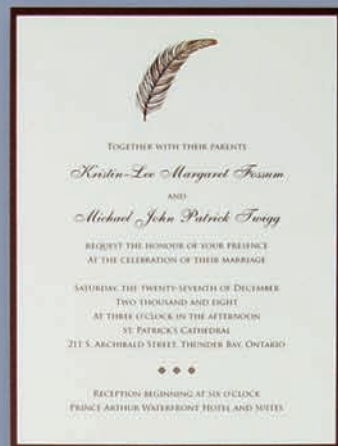 Together with their parents
Kristin-Lee Margaret Fossum
and
Michael John Patrick Twigg
request the honour of your presence
at the celebration of their marriage
Saturday the twenty-seventh of December
Two thousand and eight
At three o'clock in the afternoon
St. Patrick's Cathedral
211 S. Archibald Street, Thunder Bay, Ontario
Reception beginning at six o'clock
Prince Arthur Waterfront Hotel and Suites